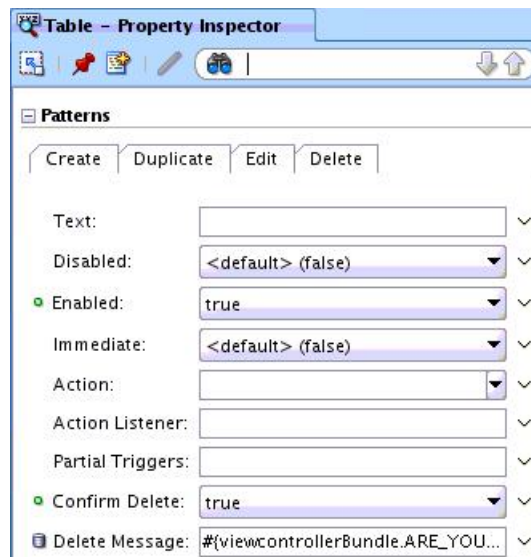 Table - Property Inspector
Patterns
Create Duplicate Edit Delete
Text:
Disabled: <default> (false)
Enabled: true
Immediate: <default> (false)
Action:
Action Listener:
Partial Triggers:
Confirm Delete: true
Delete Message: #{viewcontrollerBundle.ARE_YOU...